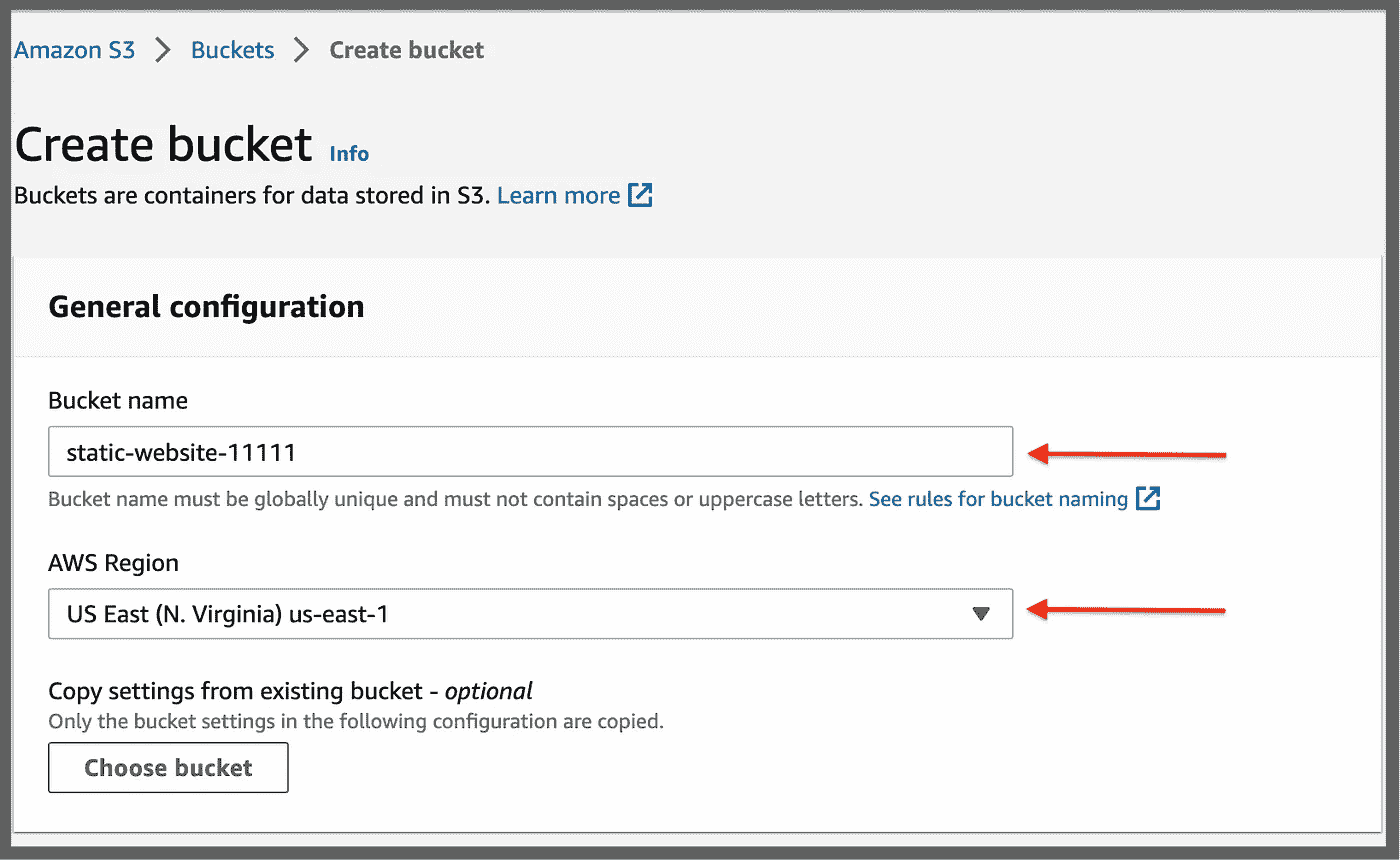 Amazon S3 > Buckets > Create bucket
Create bucket Info
Buckets are containers for data stored in S3. Learn more
General configuration
Bucket name
static-website-11111
Bucket name must be globally unique and must not contain spaces or uppercase letters. See rules for bucket naming
AWS Region
US East (N. Virginia) us-east-1
Copy settings from existing bucket - optional
Only the bucket settings in the following configuration are copied.
Choose bucket